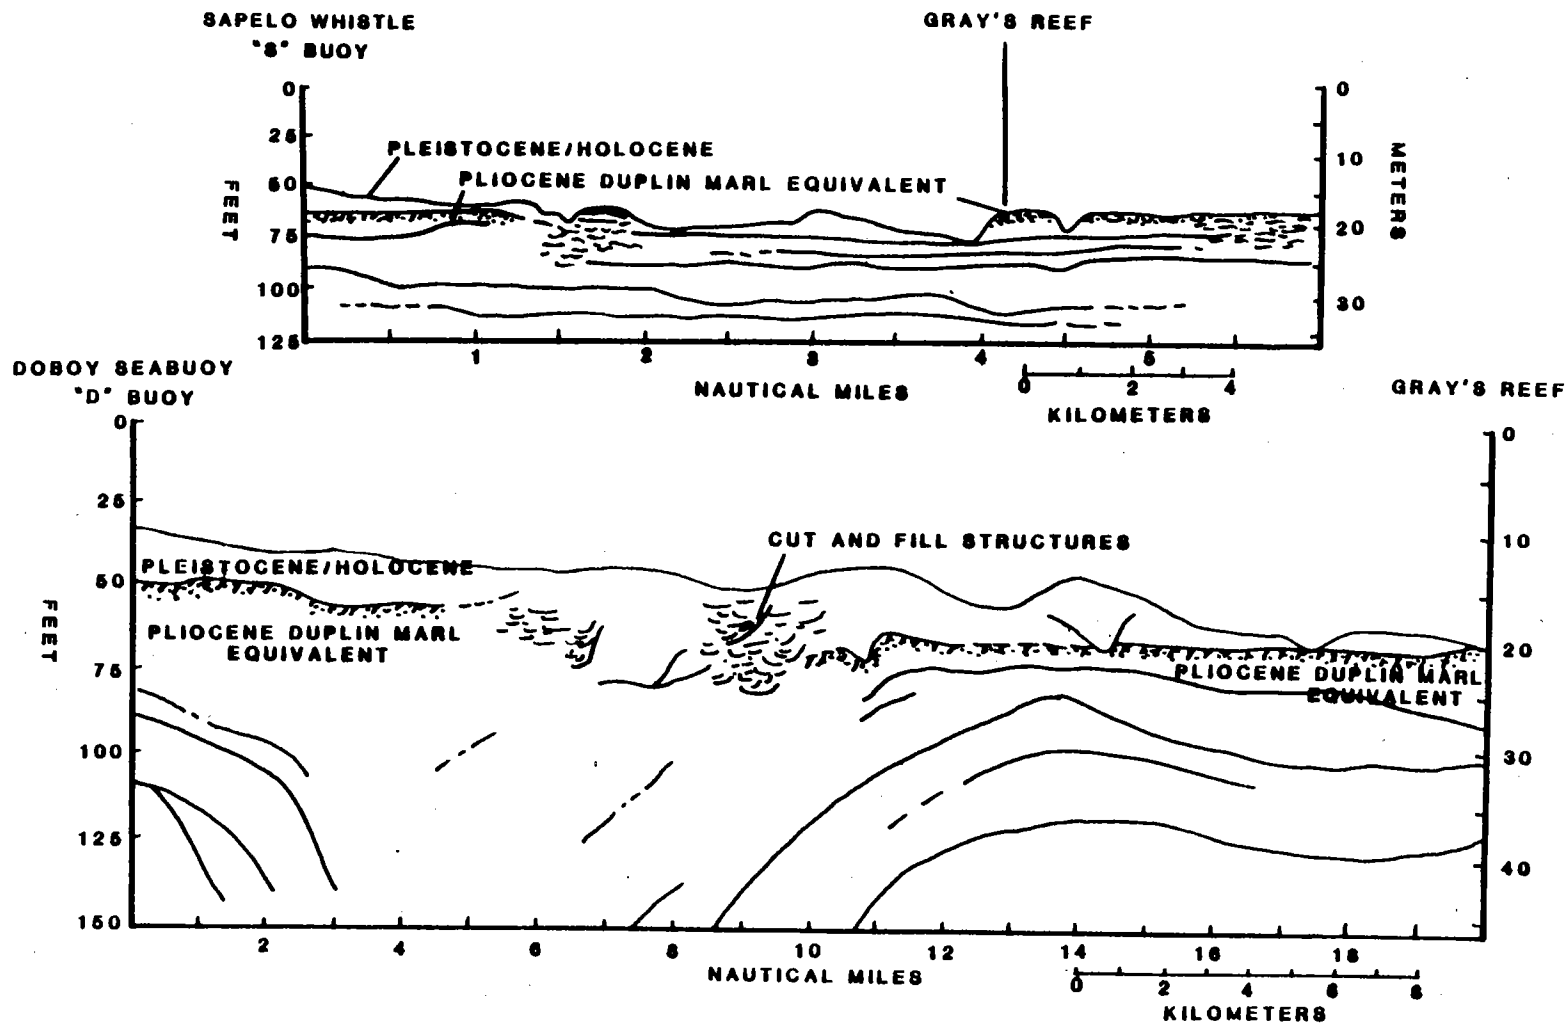 SAPELO WHISTLE
"S" BUOY
GRAY'S REEF
0
25
50
75
100
125
FEET
PLEISTOCENE/HOLOCENE
PLIOCENE DUPLIN MARL EQUIVALENT
0
10
20
30
METERS
1
2
3
4
5
NAUTICAL MILES
0 2 4
KILOMETERS
DOBOY SEABUOY
"D" BUOY
GRAY'S REEF
0
25
50
75
100
125
150
FEET
CUT AND FILL STRUCTURES
PLEISTOCENE/HOLOCENE
PLIOCENE DUPLIN MARL
EQUIVALENT
PLIOCENE DUPLIN MARL
EQUIVALENT
0
10
20
30
40
2 4 6 8 10 12 14 16 18
NAUTICAL MILES
0 2 4 6 8
KILOMETERS